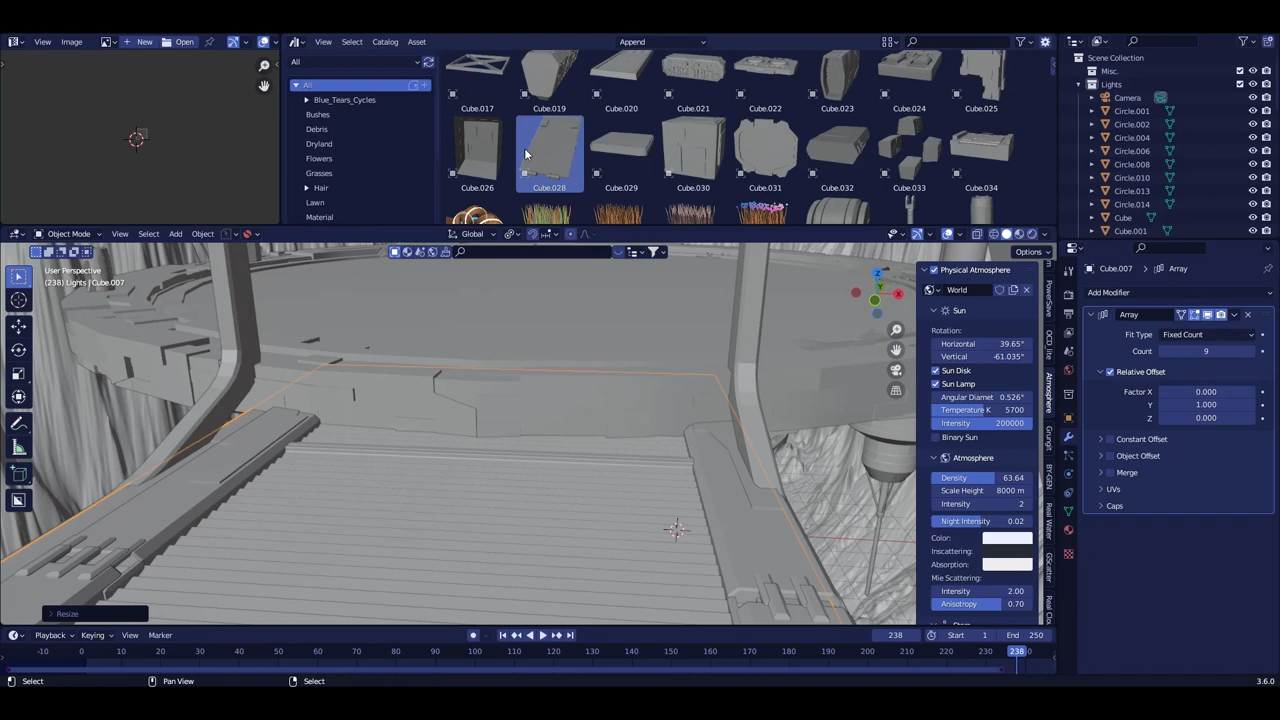 View Image New Open
View Select Catalog Asset Append
All
All
Blue_Tears_Cycles
Bushes
Debris
Dryland
Flowers
Grasses
Hair
Lawn
Material
Cube.017 Cube.019 Cube.020 Cube.021 Cube.022 Cube.023 Cube.024 Cube.025
Cube.026 Cube.028 Cube.029 Cube.030 Cube.031 Cube.032 Cube.033 Cube.034
Scene Collection
Misc.
Lights
Camera
Circle.001
Circle.002
Circle.004
Circle.006
Circle.008
Circle.010
Circle.013
Circle.014
Cube
Cube.001
Object Mode View Select Add Object Global
Options
User Perspective
(238) Lights | Cube.007
Z
Y
X
Physical Atmosphere
World
Sun
Rotation:
Horizontal 39.65°
Vertical -61.035°
Sun Disk
Sun Lamp
Angular Diamet 0.526°
Temperature K 5700
Intensity 200000
Binary Sun
Atmosphere
Density 63.64
Scale Height 8000 m
Intensity 2
Night Intensity 0.02
Color:
Inscattering:
Absorption:
Mie Scattering:
Intensity 2.00
Anisotropy 0.70
PowerSave
OCD_lite
Atmosphere
Grungit
BY-GEN
Real Water
GScatter
Cube.007 Array
Add Modifier
Array
Fit Type Fixed Count
Count 9
Relative Offset
Factor X 0.000
Y 1.000
Z 0.000
Constant Offset
Object Offset
Merge
UVs
Caps
Resize
Playback Keying View Marker 238 Start 1 End 250
-10 0 10 20 30 40 50 60 70 80 90 100 110 120 130 140 150 160 170 180 190 200 210 220 230 238
Select Pan View Select 3.6.0